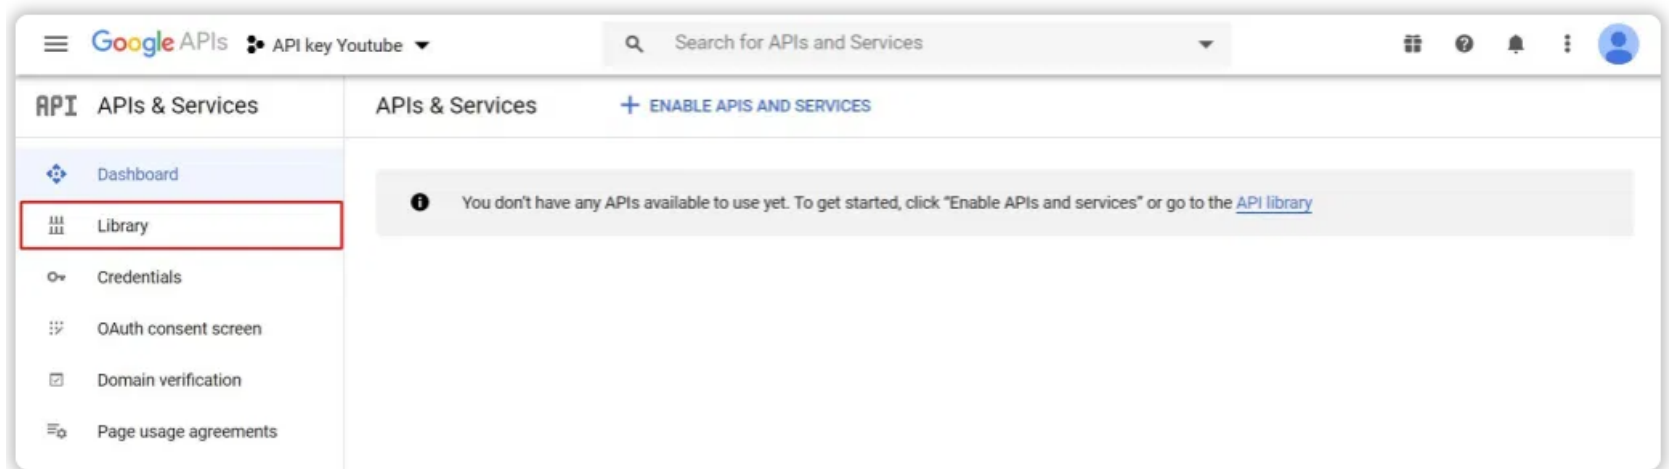 Google APIs API key Youtube Search for APIs and Services
API APIs & Services
APIs & Services ENABLE APIS AND SERVICES
Dashboard
Library
Credentials
OAuth consent screen
Domain verification
Page usage agreements
You don't have any APIs available to use yet. To get started, click “Enable APIs and services” or go to the API library